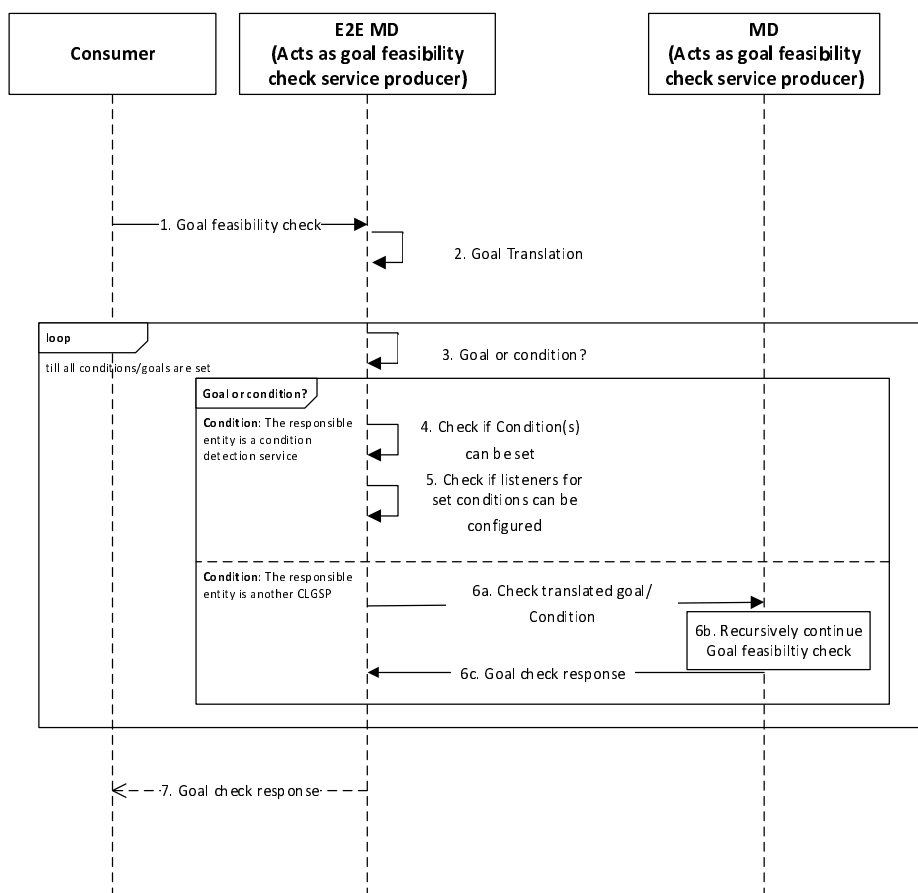 Consumer
E2E MD
(Acts as goal feasibility
check service producer)
MD
(Acts as goal feasibility
check service producer)
1. Goal feasibility check
2. Goal Translation
loop
till all conditions/goals are set
3. Goal or condition?
Goal or condition?
Condition: The responsible
entity is a condition
detection service
4. Check if Condition(s)
can be set
5. Check if listeners for
set conditions can be
configured
Condition: The responsible
entity is another CLGSP
6a. Check translated goal/
Condition
6b. Recursively continue
Goal feasibiltiy check
6c. Goal check response
7. Goal check response